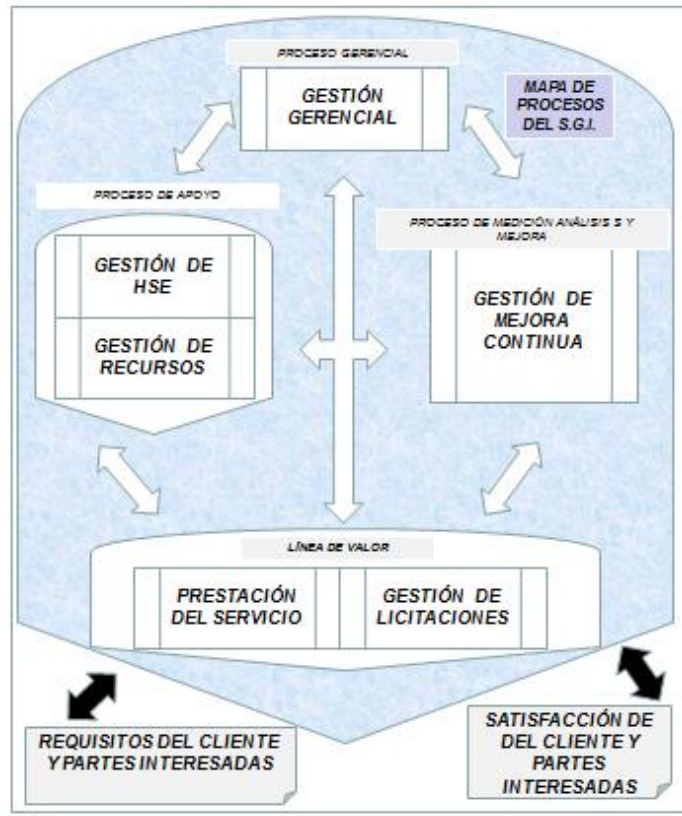 PROCESO GERENCIAL
GESTIÓN
GERENCIAL
MAPA DE
PROCESOS
DEL S.G.I.
PROCESO DE APOYO
GESTIÓN DE
HSE
GESTIÓN DE
RECURSOS
PROCESO DE MEDICIÓN ANÁLISIS S Y
MEJORA
GESTIÓN DE
MEJORA
CONTINUA
LÍNEA DE VALOR
PRESTACIÓN
DEL SERVICIO
GESTIÓN DE
LICITACIONES
REQUISITOS DEL CLIENTE
Y PARTES INTERESADAS
SATISFACCIÓN DE
DEL CLIENTE Y
PARTES
INTERESADAS